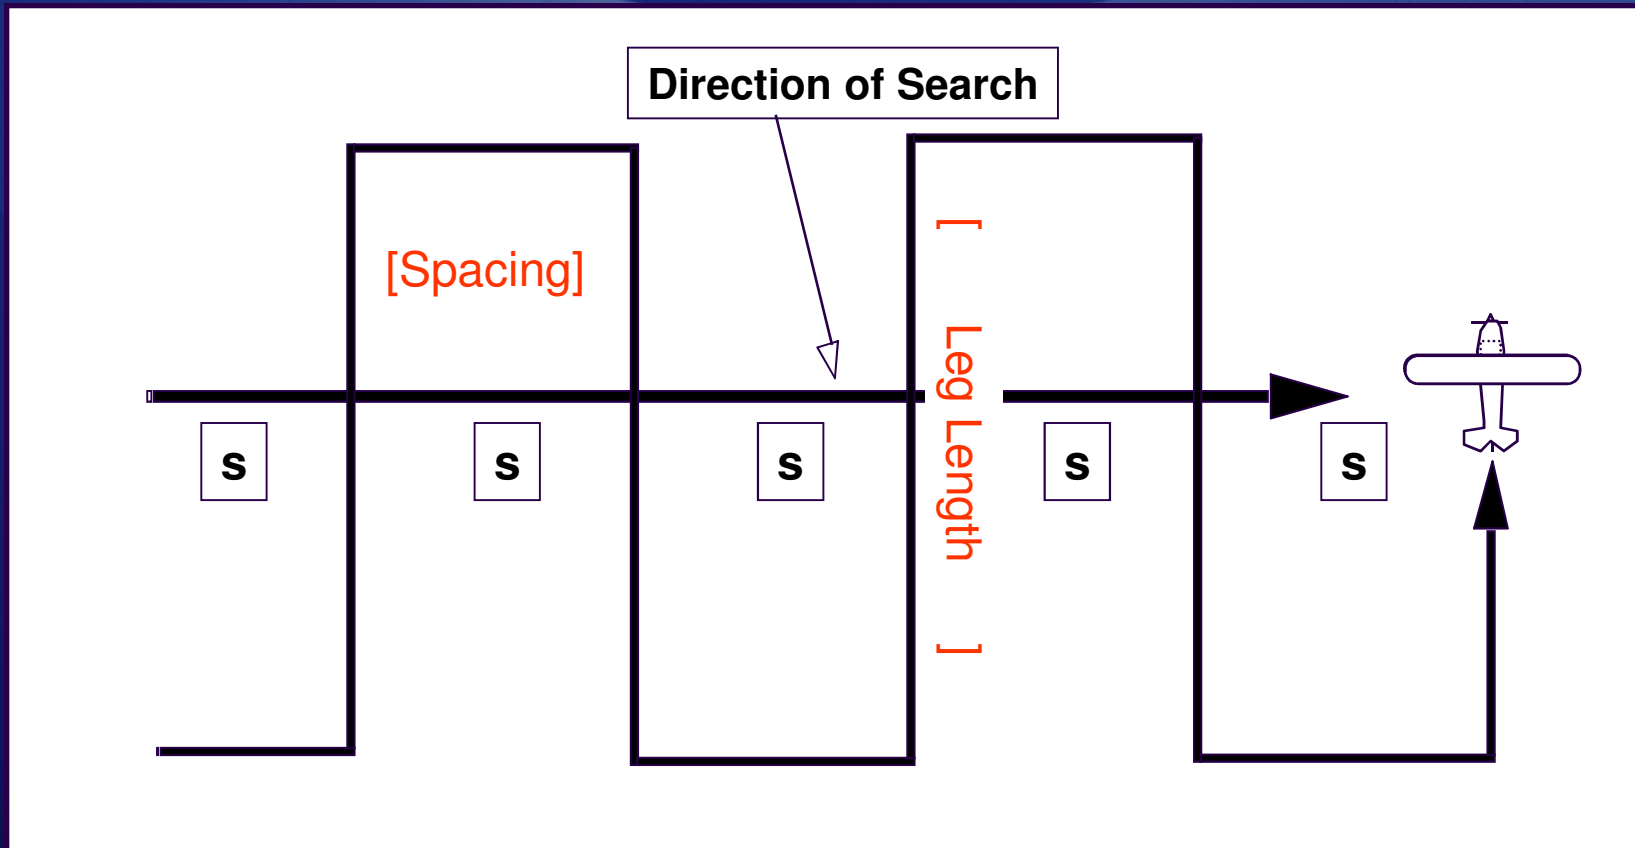 Direction of Search
[Spacing]
[ Leg Length ]
s s s s s